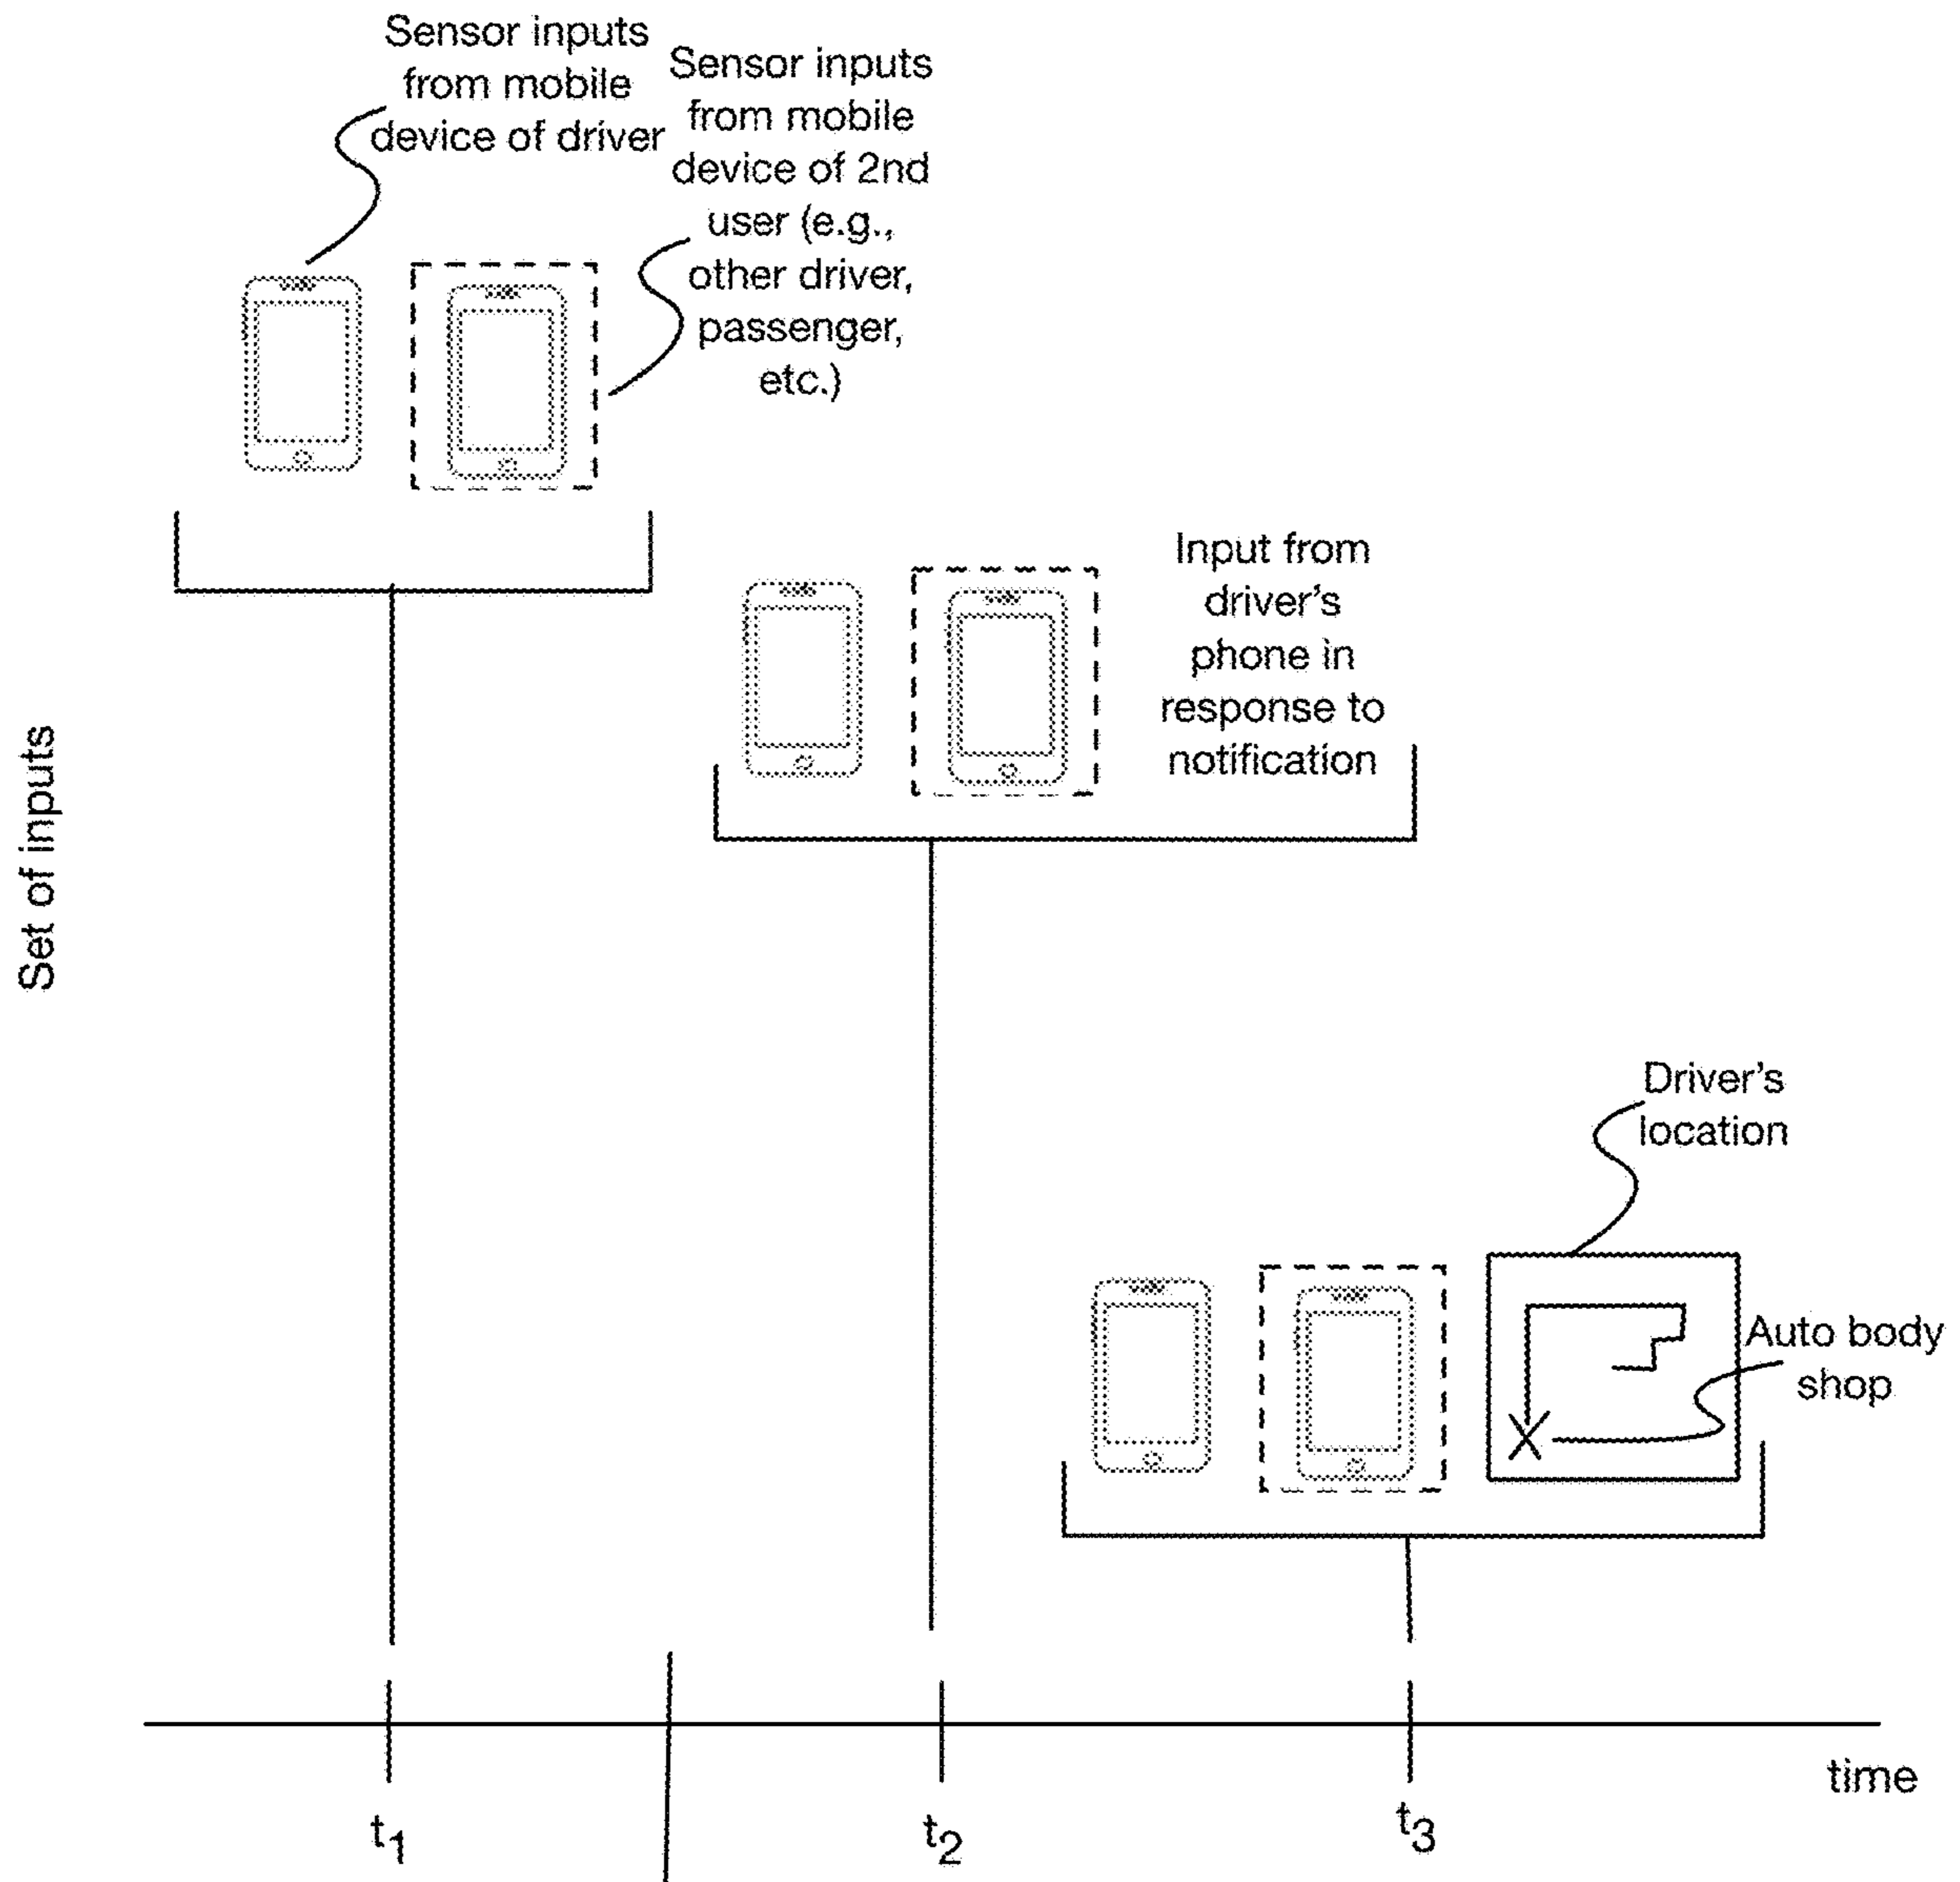 Sensor inputs
from mobile
device of driver
Sensor inputs
from mobile
device of 2nd
user (e.g.,
other driver,
passenger,
etc.)
Input from
driver's
phone in
response to
notification
Set of inputs
Driver's
location
Auto body
shop
time
t1
t2
t3